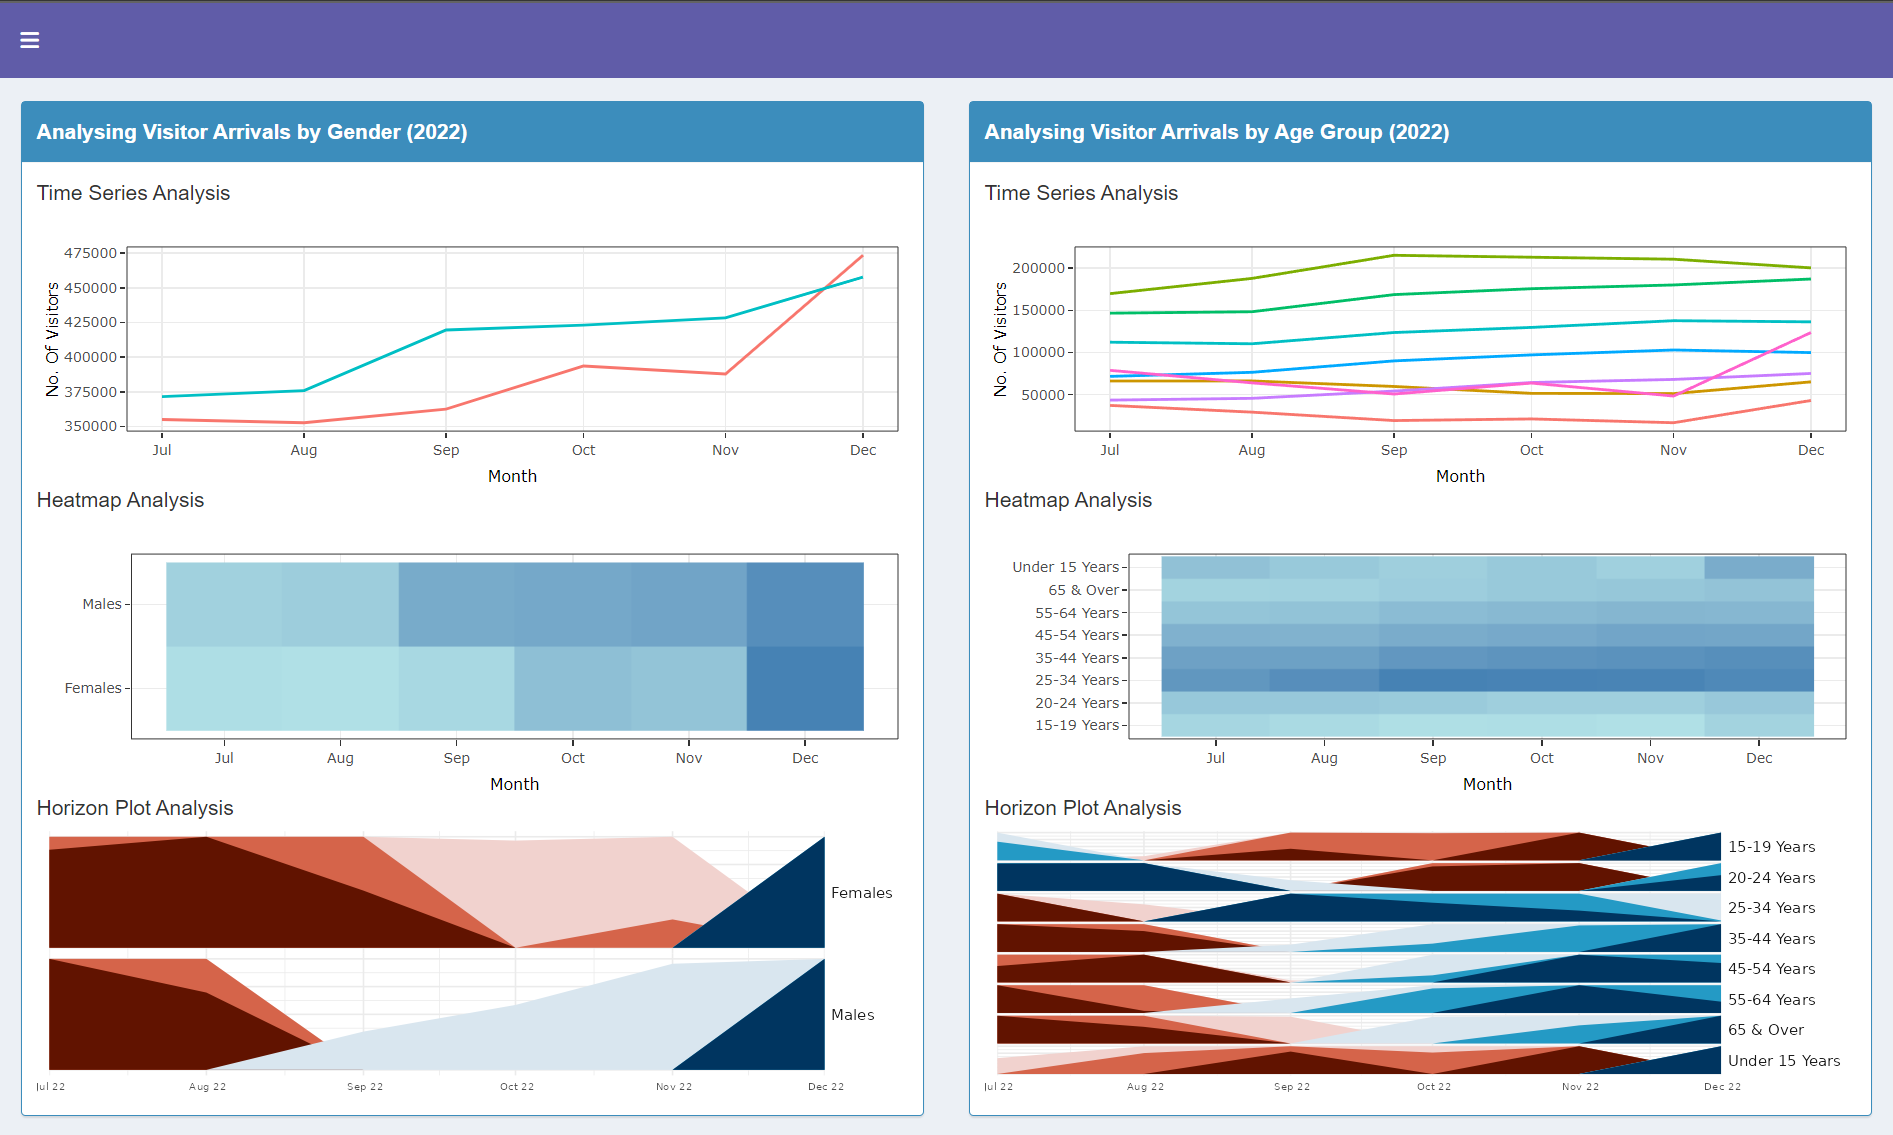 Analysing Visitor Arrivals by Gender (2022)
Time Series Analysis
475000
450000
425000
400000
375000
350000
No. Of Visitors
Jul Aug Sep Oct Nov Dec
Month
Heatmap Analysis
Males
Females
Jul Aug Sep Oct Nov Dec
Month
Horizon Plot Analysis
Females
Males
Jul 22 Aug 22 Sep 22 Oct 22 Nov 22 Dec 22
Analysing Visitor Arrivals by Age Group (2022)
Time Series Analysis
200000
150000
100000
50000
No. Of Visitors
Jul Aug Sep Oct Nov Dec
Month
Heatmap Analysis
Under 15 Years
65 & Over
55-64 Years
45-54 Years
35-44 Years
25-34 Years
20-24 Years
15-19 Years
Jul Aug Sep Oct Nov Dec
Month
Horizon Plot Analysis
15-19 Years
20-24 Years
25-34 Years
35-44 Years
45-54 Years
55-64 Years
65 & Over
Under 15 Years
Jul 22 Aug 22 Sep 22 Oct 22 Nov 22 Dec 22